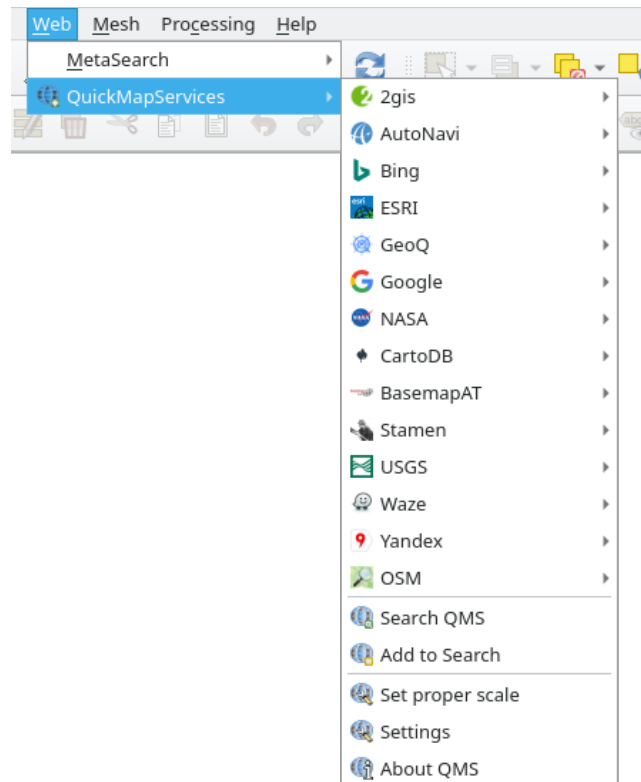 Web Mesh Processing Help
MetaSearch
QuickMapServices
2gis
AutoNavi
Bing
ESRI
GeoQ
Google
NASA
CartoDB
BasemapAT
Stamen
USGS
Waze
Yandex
OSM
Search QMS
Add to Search
Set proper scale
Settings
About QMS